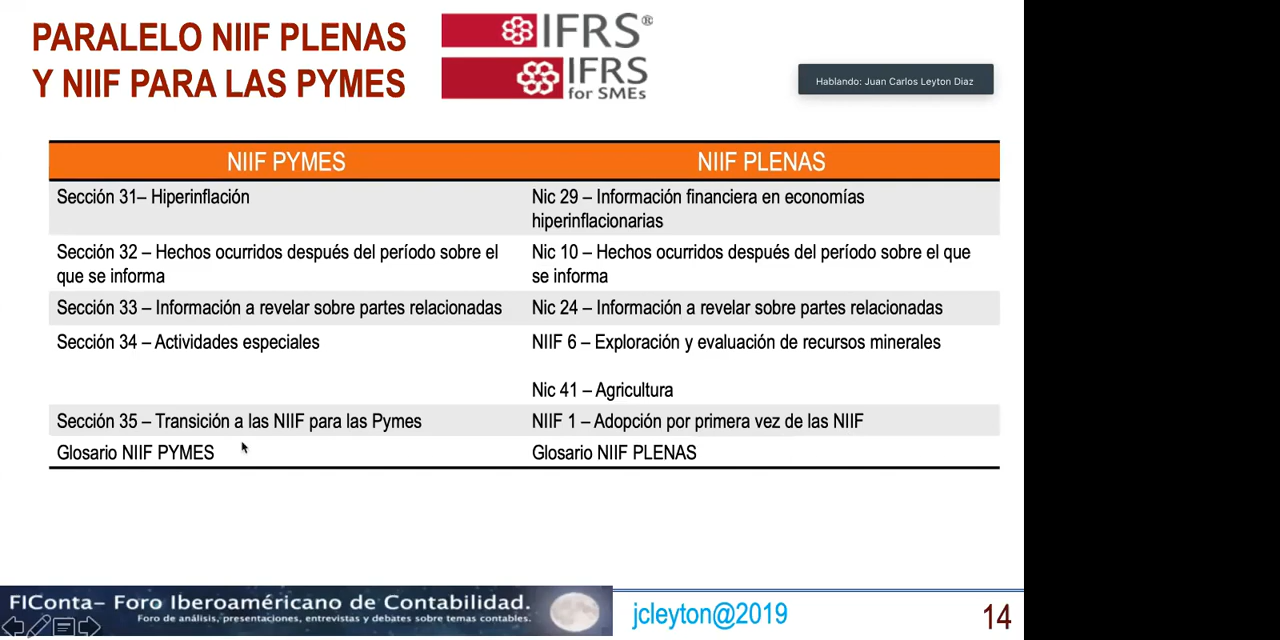 PARALELO NIIF PLENAS
Y NIIF PARA LAS PYMES
IFRS®
IFRS
for SMEs
Hablando: Juan Carlos Leyton Diaz
NIIF PYMES
NIIF PLENAS
Sección 31– Hiperinflación
Nic 29 – Información financiera en economías
hiperinflacionarias
Sección 32 – Hechos ocurridos después del período sobre el
que se informa
Nic 10 – Hechos ocurridos después del período sobre el que
se informa
Sección 33 – Información a revelar sobre partes relacionadas
Nic 24 – Información a revelar sobre partes relacionadas
Sección 34 – Actividades especiales
NIIF 6 – Exploración y evaluación de recursos minerales
Nic 41 – Agricultura
Sección 35 – Transición a las NIIF para las Pymes
NIIF 1 – Adopción por primera vez de las NIIF
Glosario NIIF PYMES
Glosario NIIF PLENAS
FIConta– Foro Iberoaméricano de Contabilidad.
Foro de análisis, presentaciones, entrevistas y debates sobre temas contables.
jcleyton@2019
14